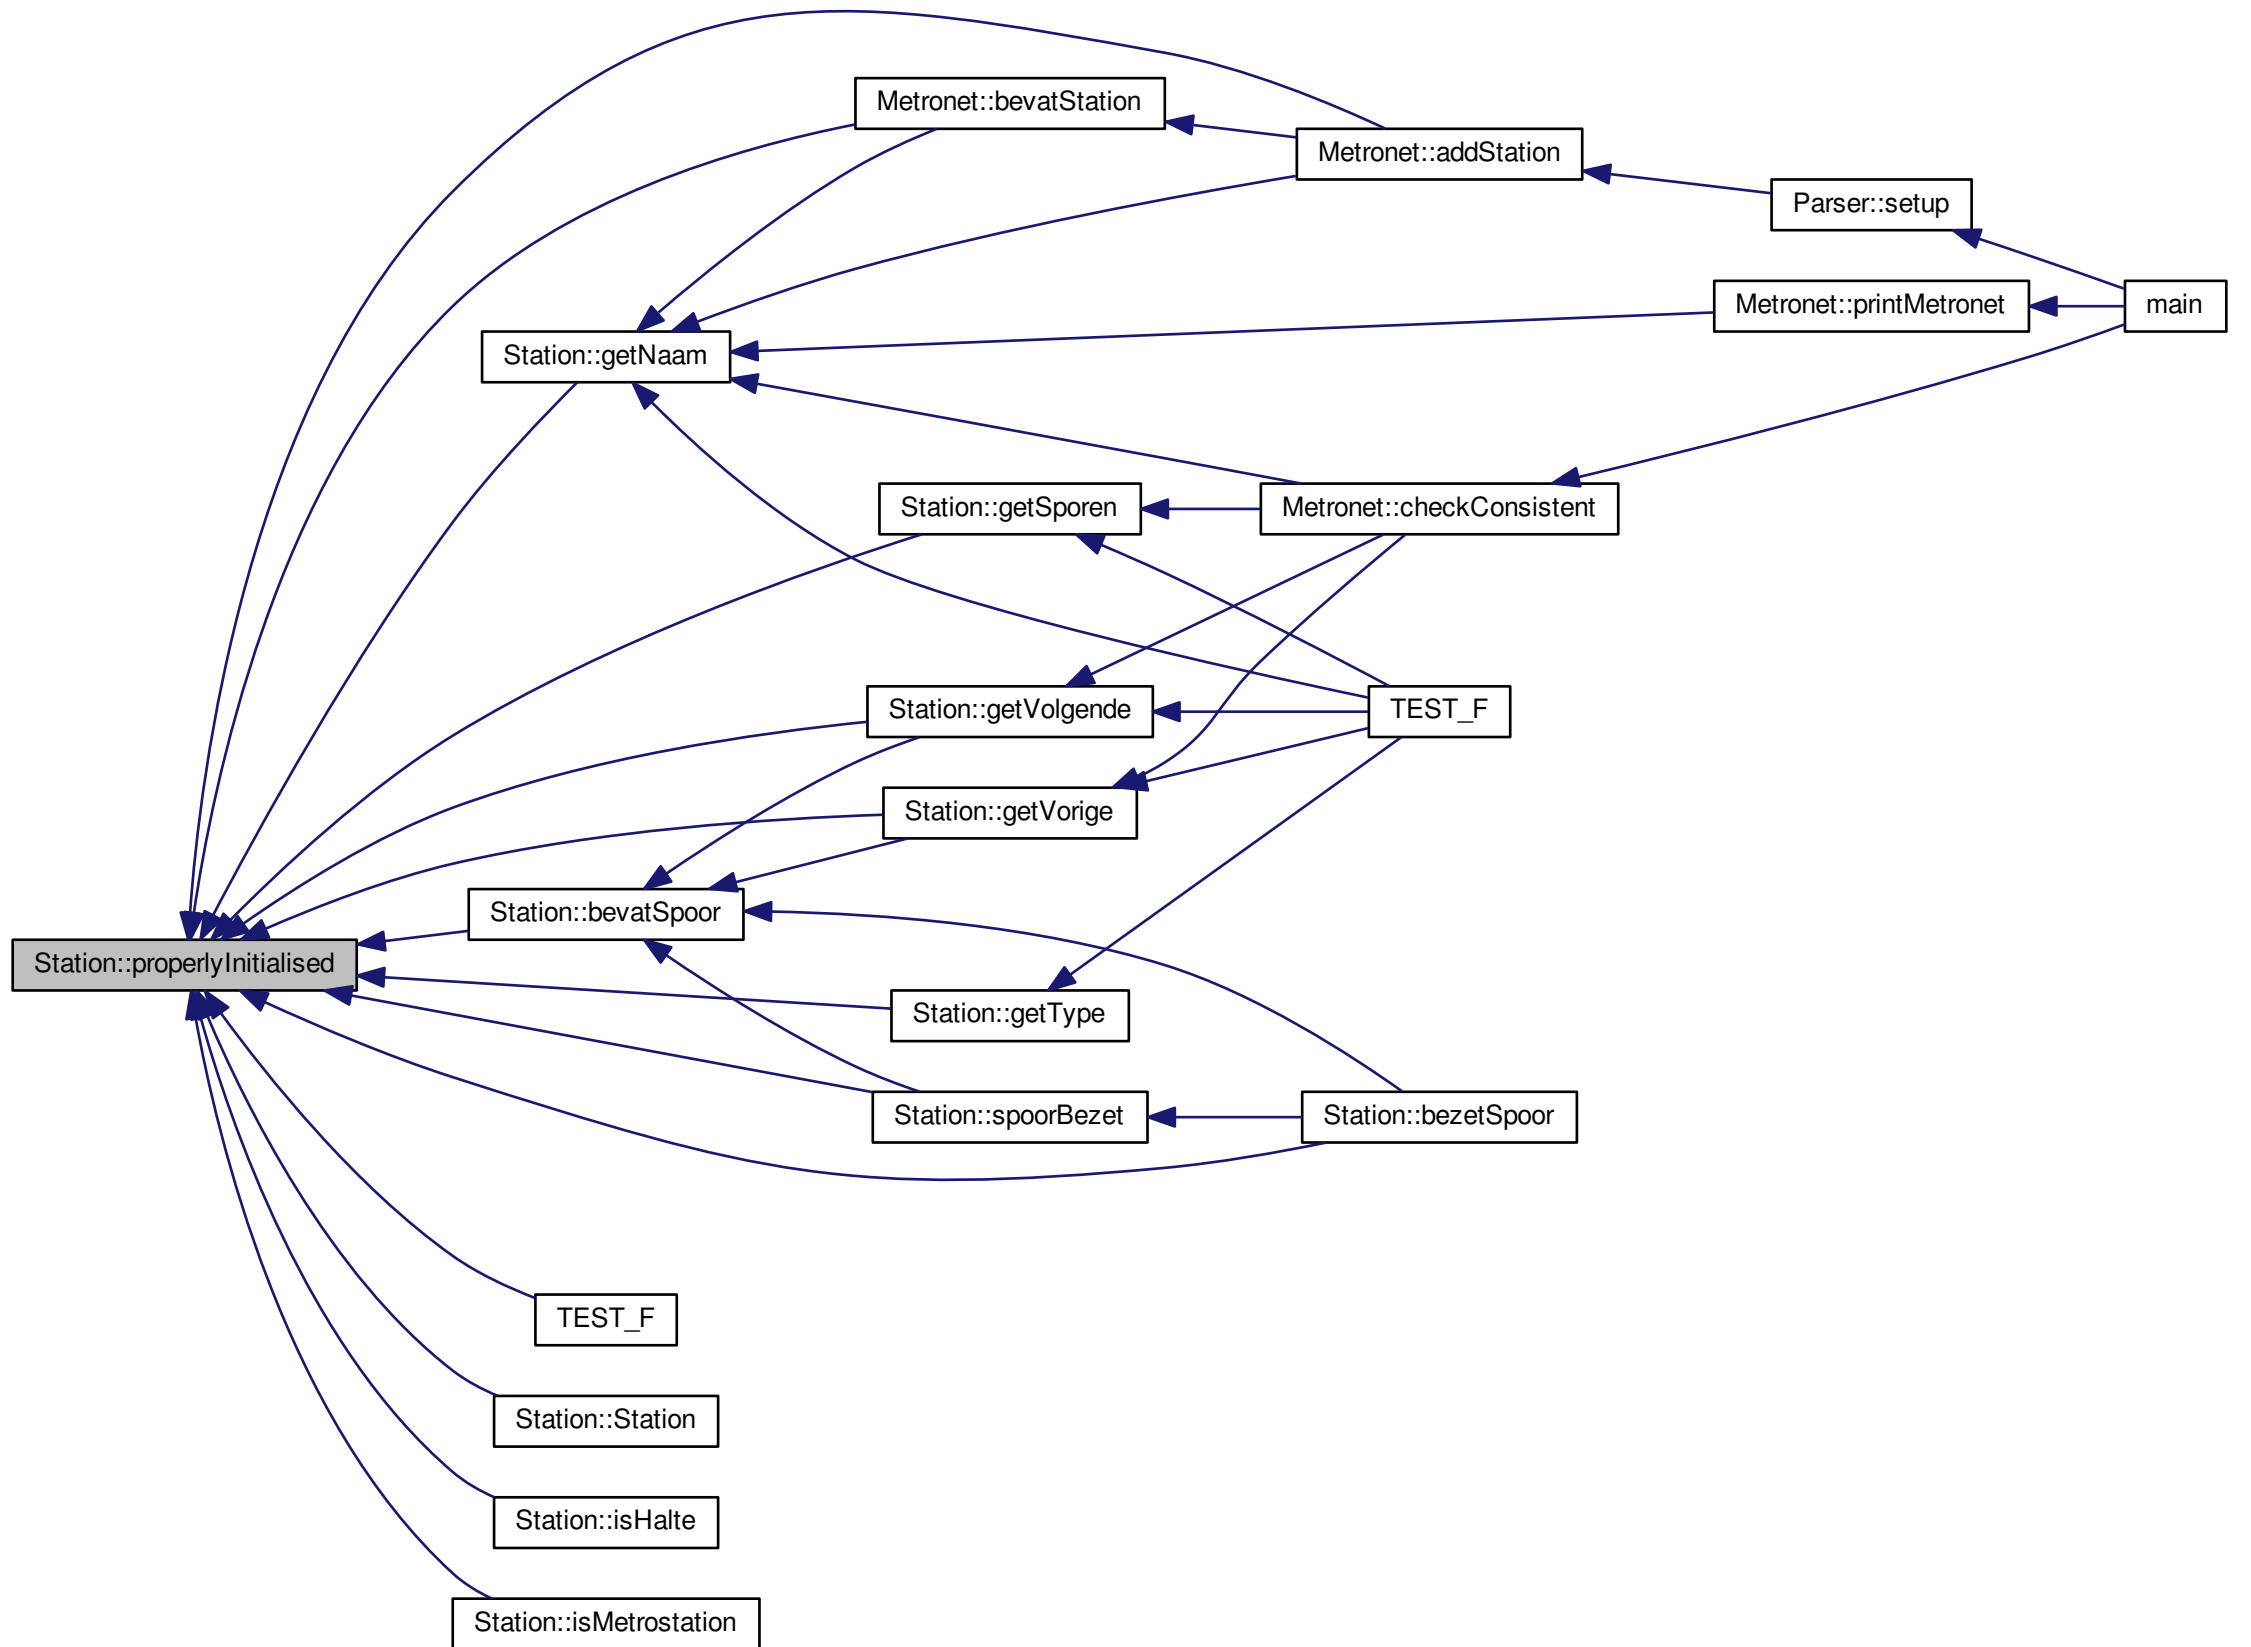 Metronet::bevatStation
Metronet::addStation
Parser::setup
Metronet::printMetronet
main
Station::getNaam
Station::getSporen
Metronet::checkConsistent
Station::getVolgende
TEST_F
Station::getVorige
Station::bevatSpoor
Station::properlyInitialised
Station::getType
Station::spoorBezet
Station::bezetSpoor
TEST_F
Station::Station
Station::isHalte
Station::isMetrostation